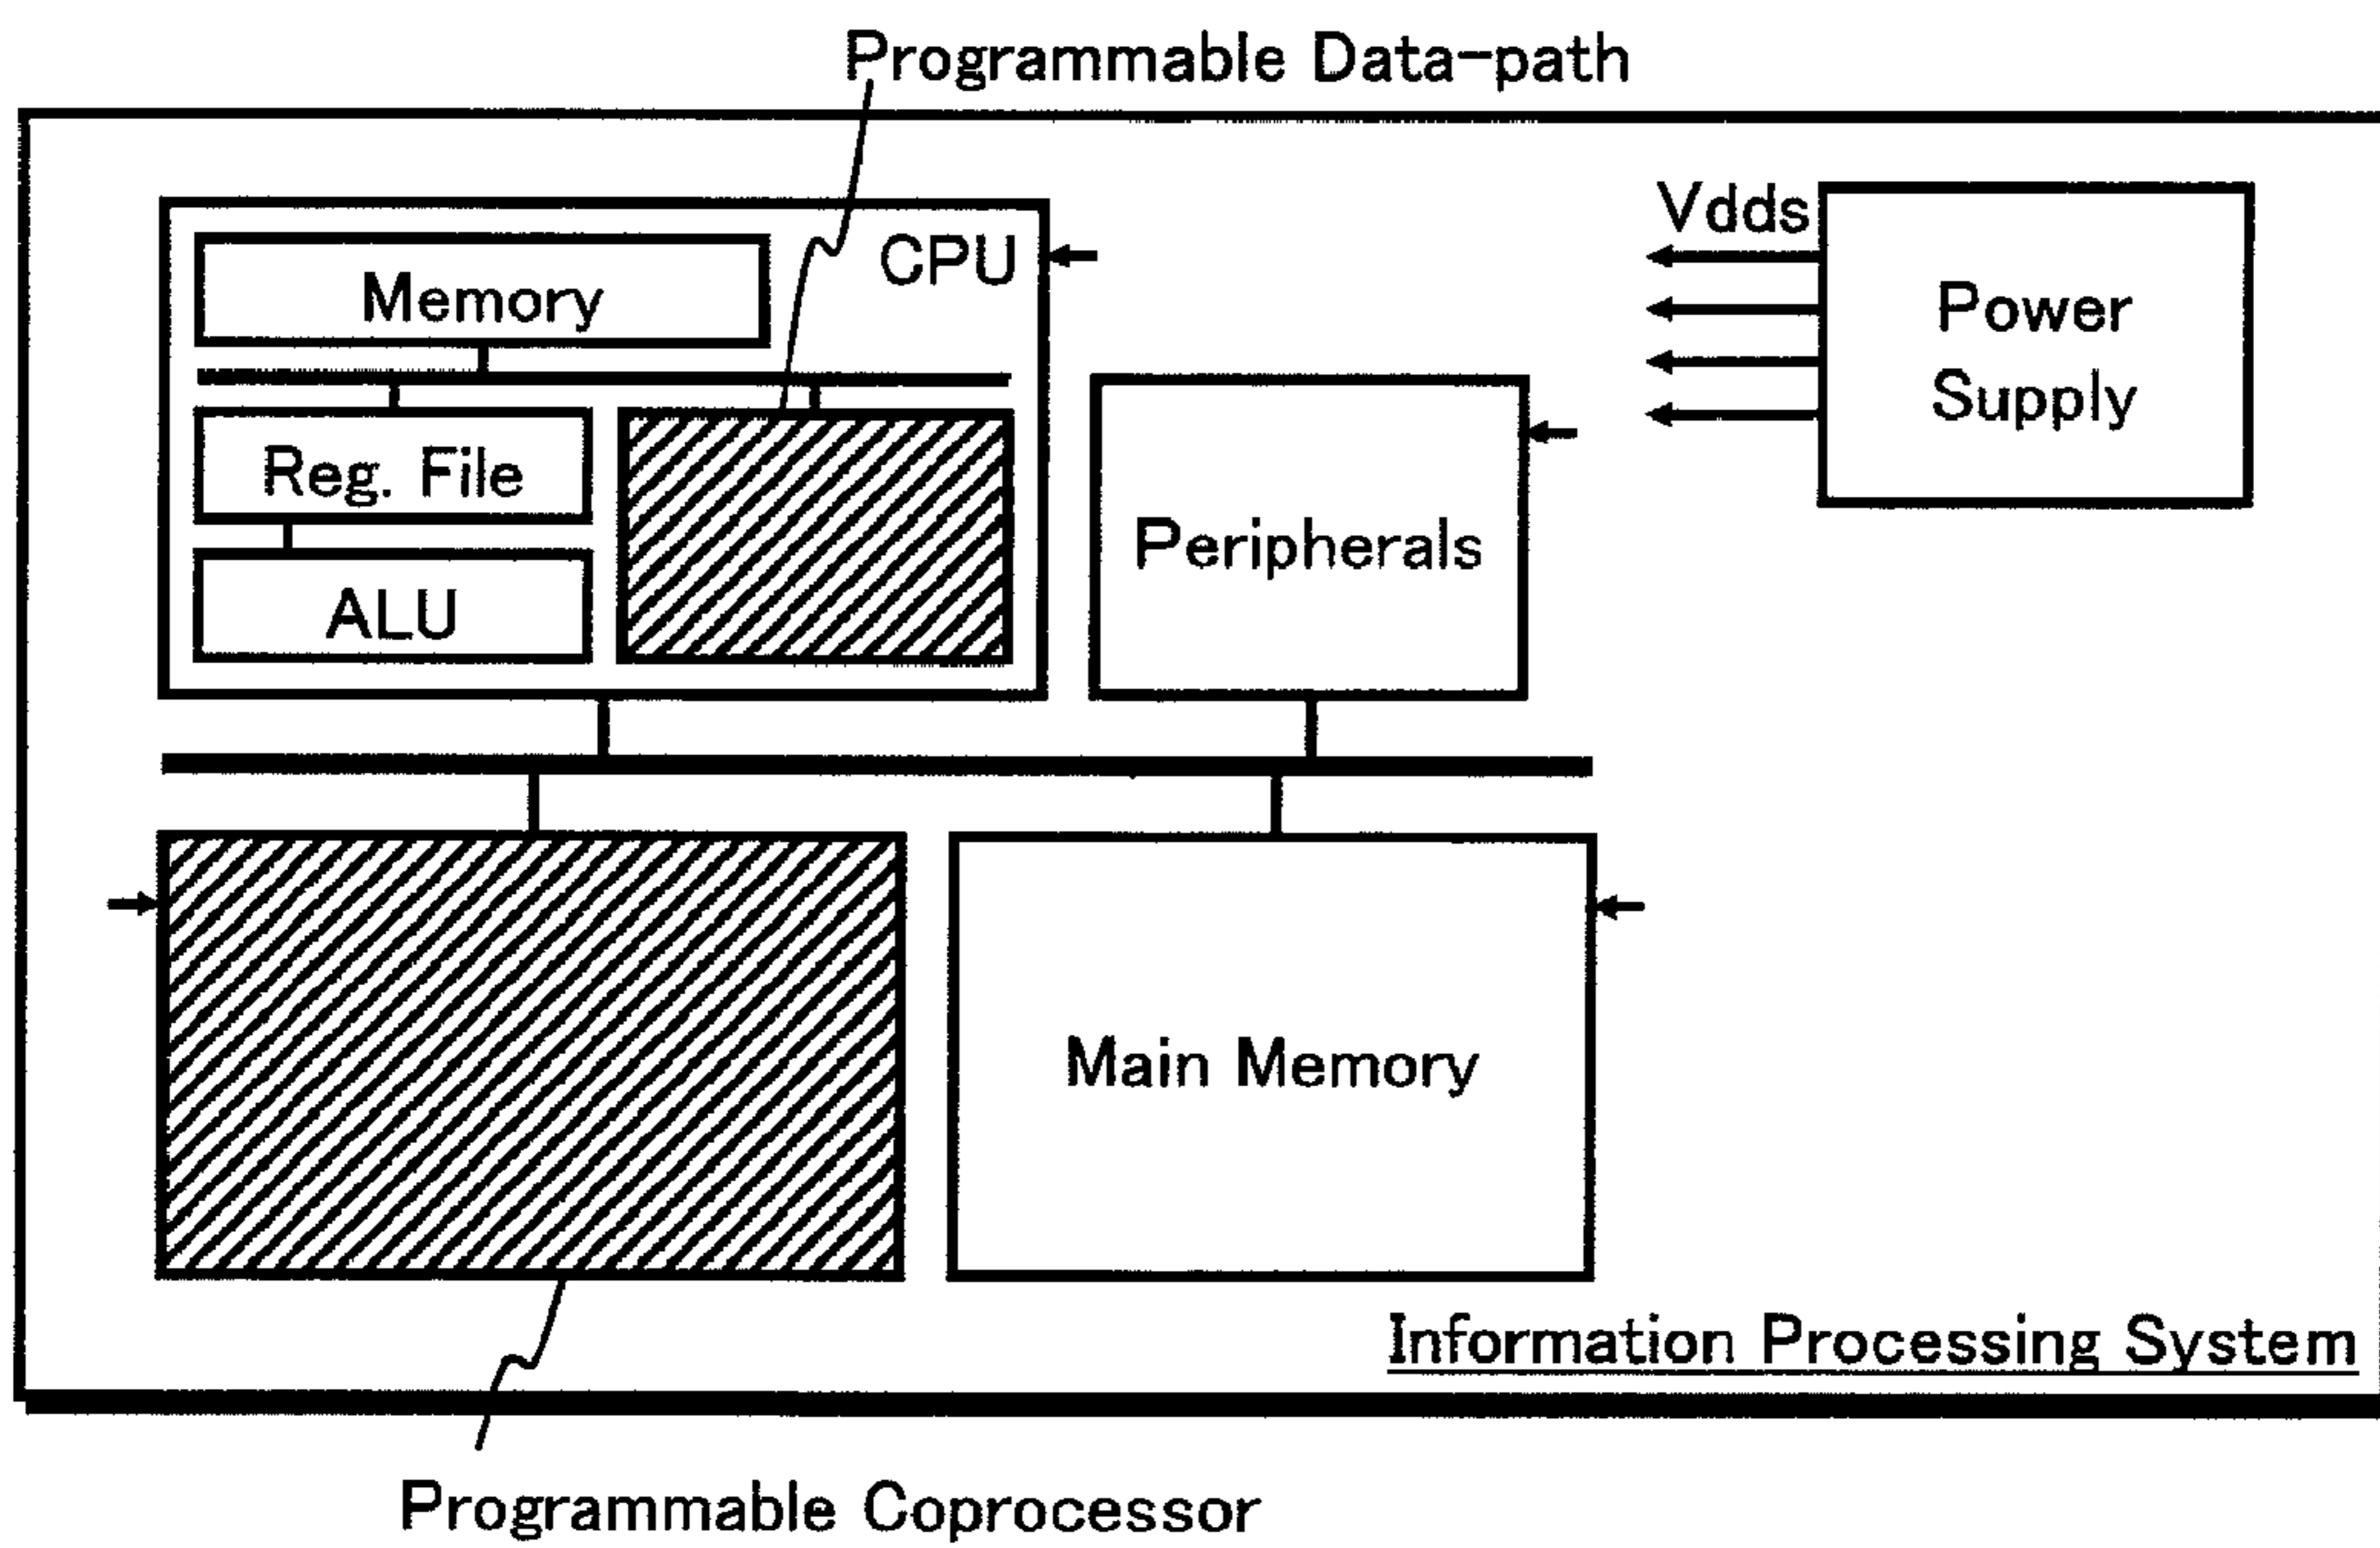 Programmable Data-path
CPU
Memory
Reg. File
ALU
Peripherals
Vdds
Power
Supply
Main Memory
Information Processing System
Programmable Coprocessor